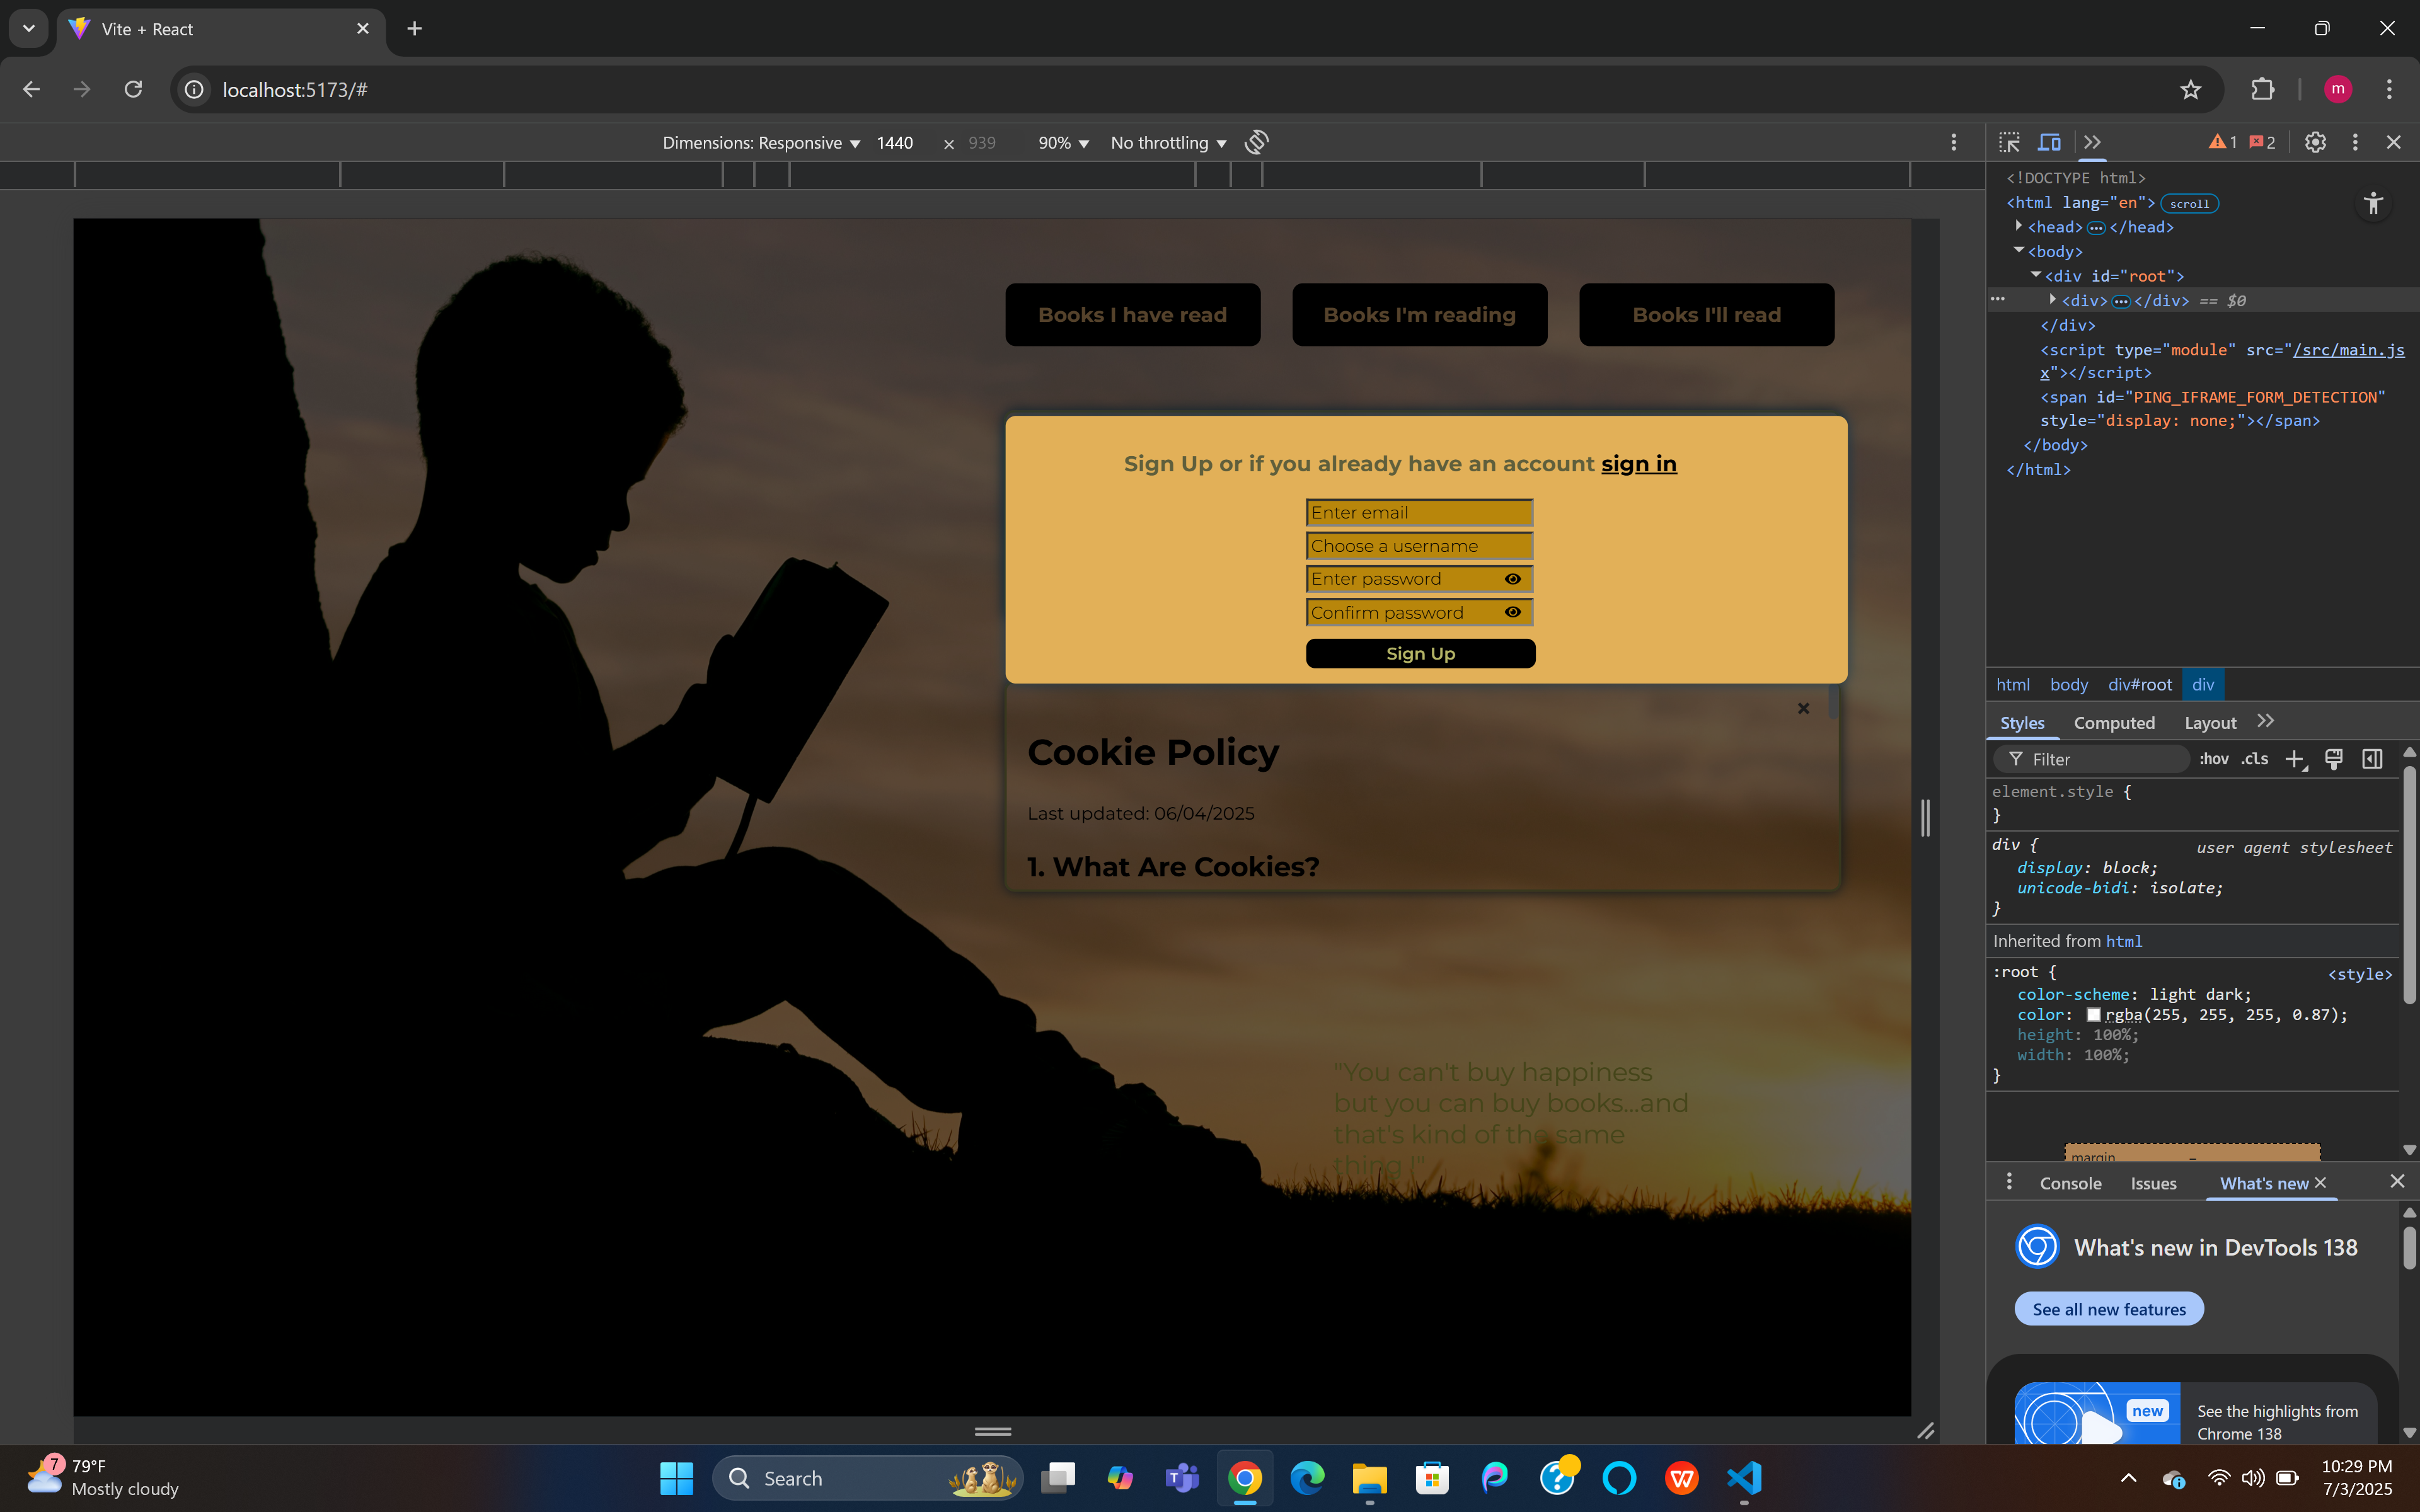 Vite + React
localhost:5173/#
m
Dimensions: Responsive 1440 × 939 90% No throttling
1 2
<!DOCTYPE html>
<html lang="en"> scroll
<head> </head>
<body>
<div id="root">
<div> </div> == $0
</div>
<script type="module" src="/src/main.js
x"></script>
<span id="PING_IFRAME_FORM_DETECTION"
style="display: none;"></span>
</body>
</html>
Books I have read
Books I'm reading
Books I'll read
Sign Up or if you already have an account sign in
Enter email
Choose a username
Enter password
Confirm password
Sign Up
Cookie Policy
Last updated: 06/04/2025
1. What Are Cookies?
"You can't buy happiness
but you can buy books...and
that's kind of the same
thing !"
html body div#root div
Styles Computed Layout
Filter :hov .cls
element.style {
}
div { user agent stylesheet
display: block;
unicode-bidi: isolate;
}
Inherited from html
:root { <style>
color-scheme: light dark;
color: rgba(255, 255, 255, 0.87);
height: 100%;
width: 100%;
}
margin –
Console Issues What's new
What's new in DevTools 138
See all new features
new
See the highlights from
Chrome 138
7
79°F
Mostly cloudy
Search
10:29 PM
7/3/2025